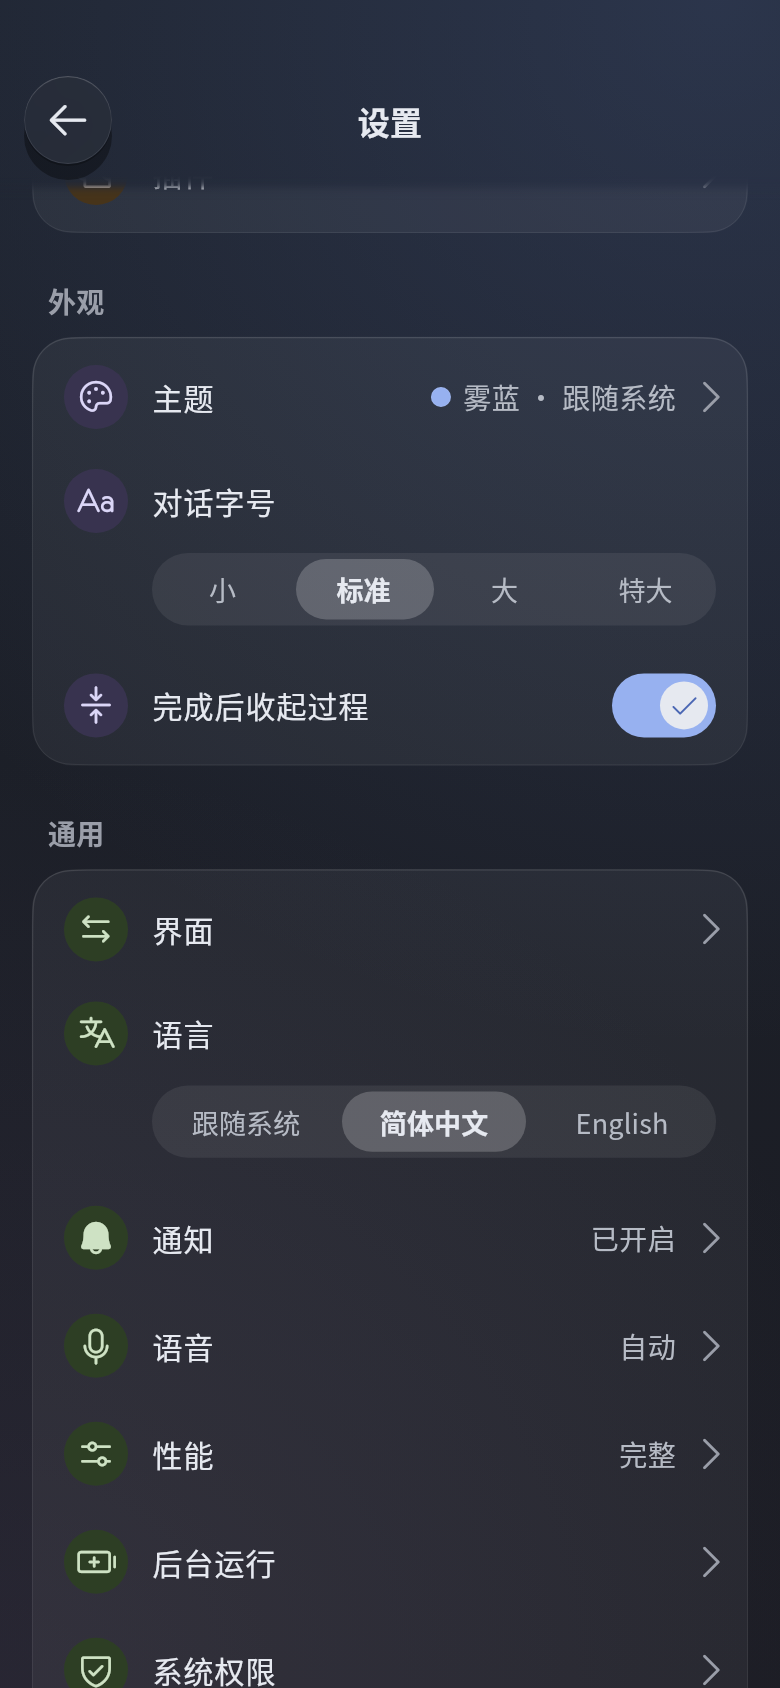 设置
外观
主题
雾蓝 · 跟随系统
Aa
对话字号
小 标准 大 特大
完成后收起过程
通用
界面
语言
跟随系统 简体中文 English
通知 已开启
语音 自动
性能 完整
后台运行
系统权限